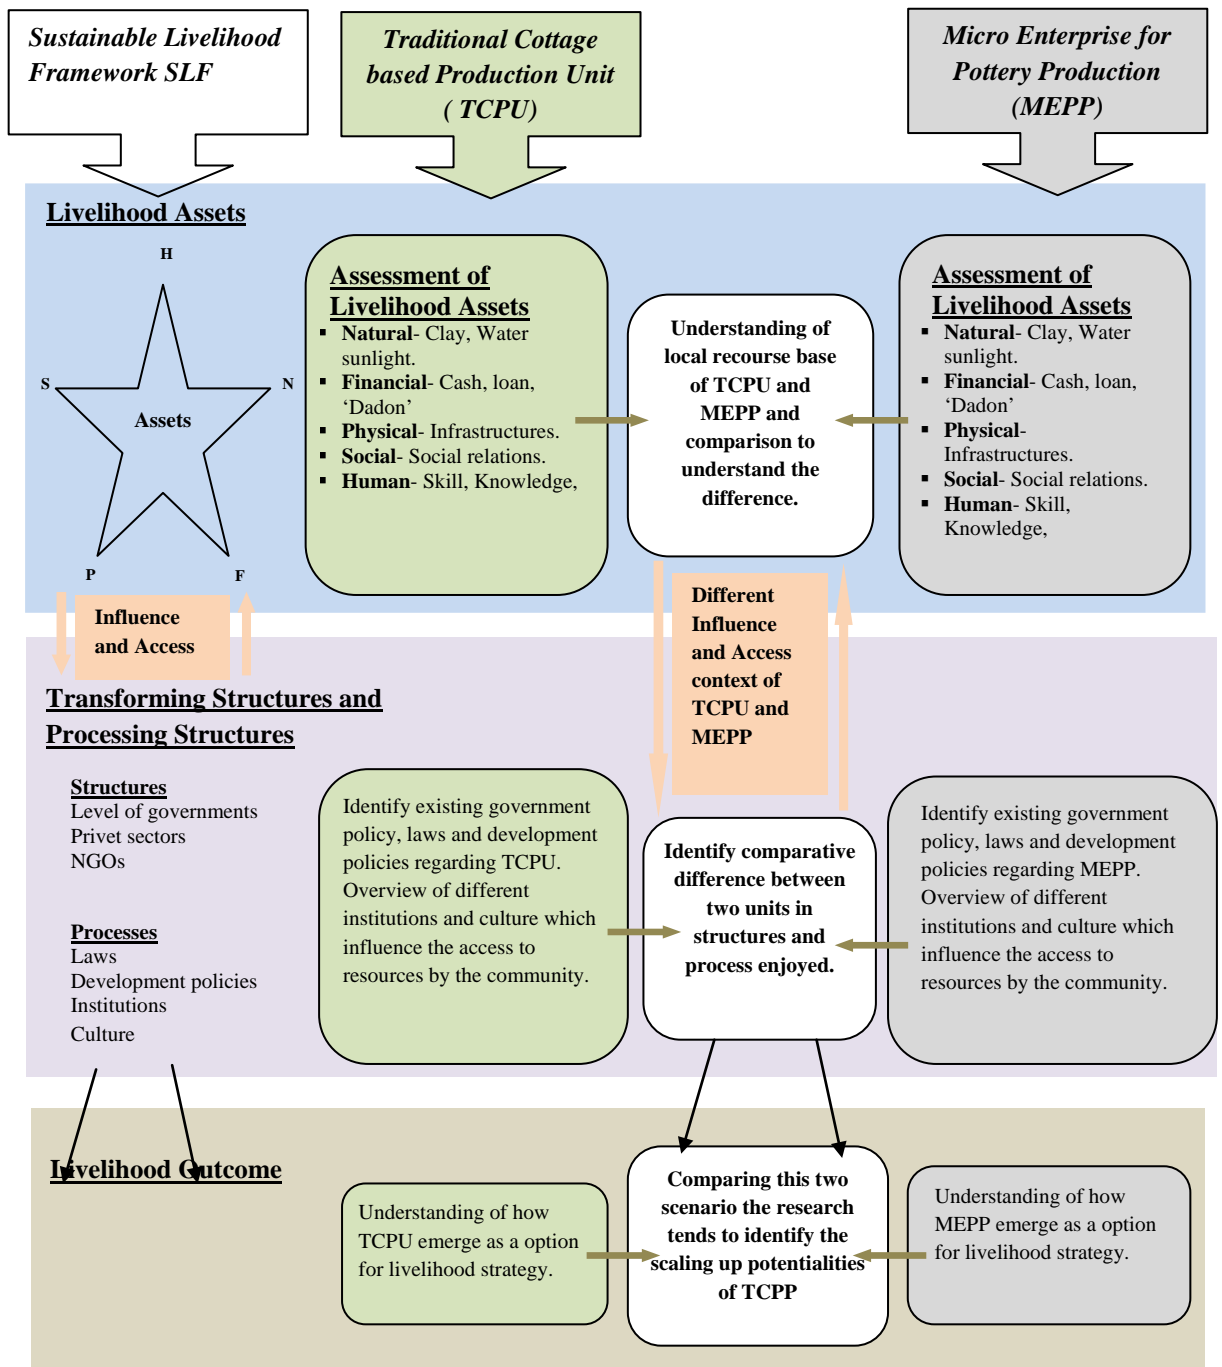 Sustainable Livelihood
Framework SLF
Traditional Cottage
based Production Unit
( TCPU)
Micro Enterprise for
Pottery Production
(MEPP)
Livelihood Assets
H
S
N
Assets
P
F
Assessment of
Livelihood Assets
▪ Natural- Clay, Water
sunlight.
▪ Financial- Cash, loan,
‘Dadon’
▪ Physical- Infrastructures.
▪ Social- Social relations.
▪ Human- Skill, Knowledge,
Understanding of
local recourse base
of TCPU and
MEPP and
comparison to
understand the
difference.
Assessment of
Livelihood Assets
▪ Natural- Clay, Water
sunlight.
▪ Financial- Cash, loan,
‘Dadon’
▪ Physical-
Infrastructures.
▪ Social- Social relations.
▪ Human- Skill,
Knowledge,
Influence
and Access
Different
Influence
and Access
context of
TCPU and
MEPP
Transforming Structures and
Processing Structures
Structures
Level of governments
Privet sectors
NGOs
Processes
Laws
Development policies
Institutions
Culture
Identify existing government
policy, laws and development
policies regarding TCPU.
Overview of different
institutions and culture which
influence the access to
resources by the community.
Identify comparative
difference between
two units in
structures and
process enjoyed.
Identify existing government
policy, laws and development
policies regarding MEPP.
Overview of different
institutions and culture which
influence the access to
resources by the community.
Livelihood Outcome
Understanding of how
TCPU emerge as a option
for livelihood strategy.
Comparing this two
scenario the research
tends to identify the
scaling up potentialities
of TCPP
Understanding of how
MEPP emerge as a option
for livelihood strategy.